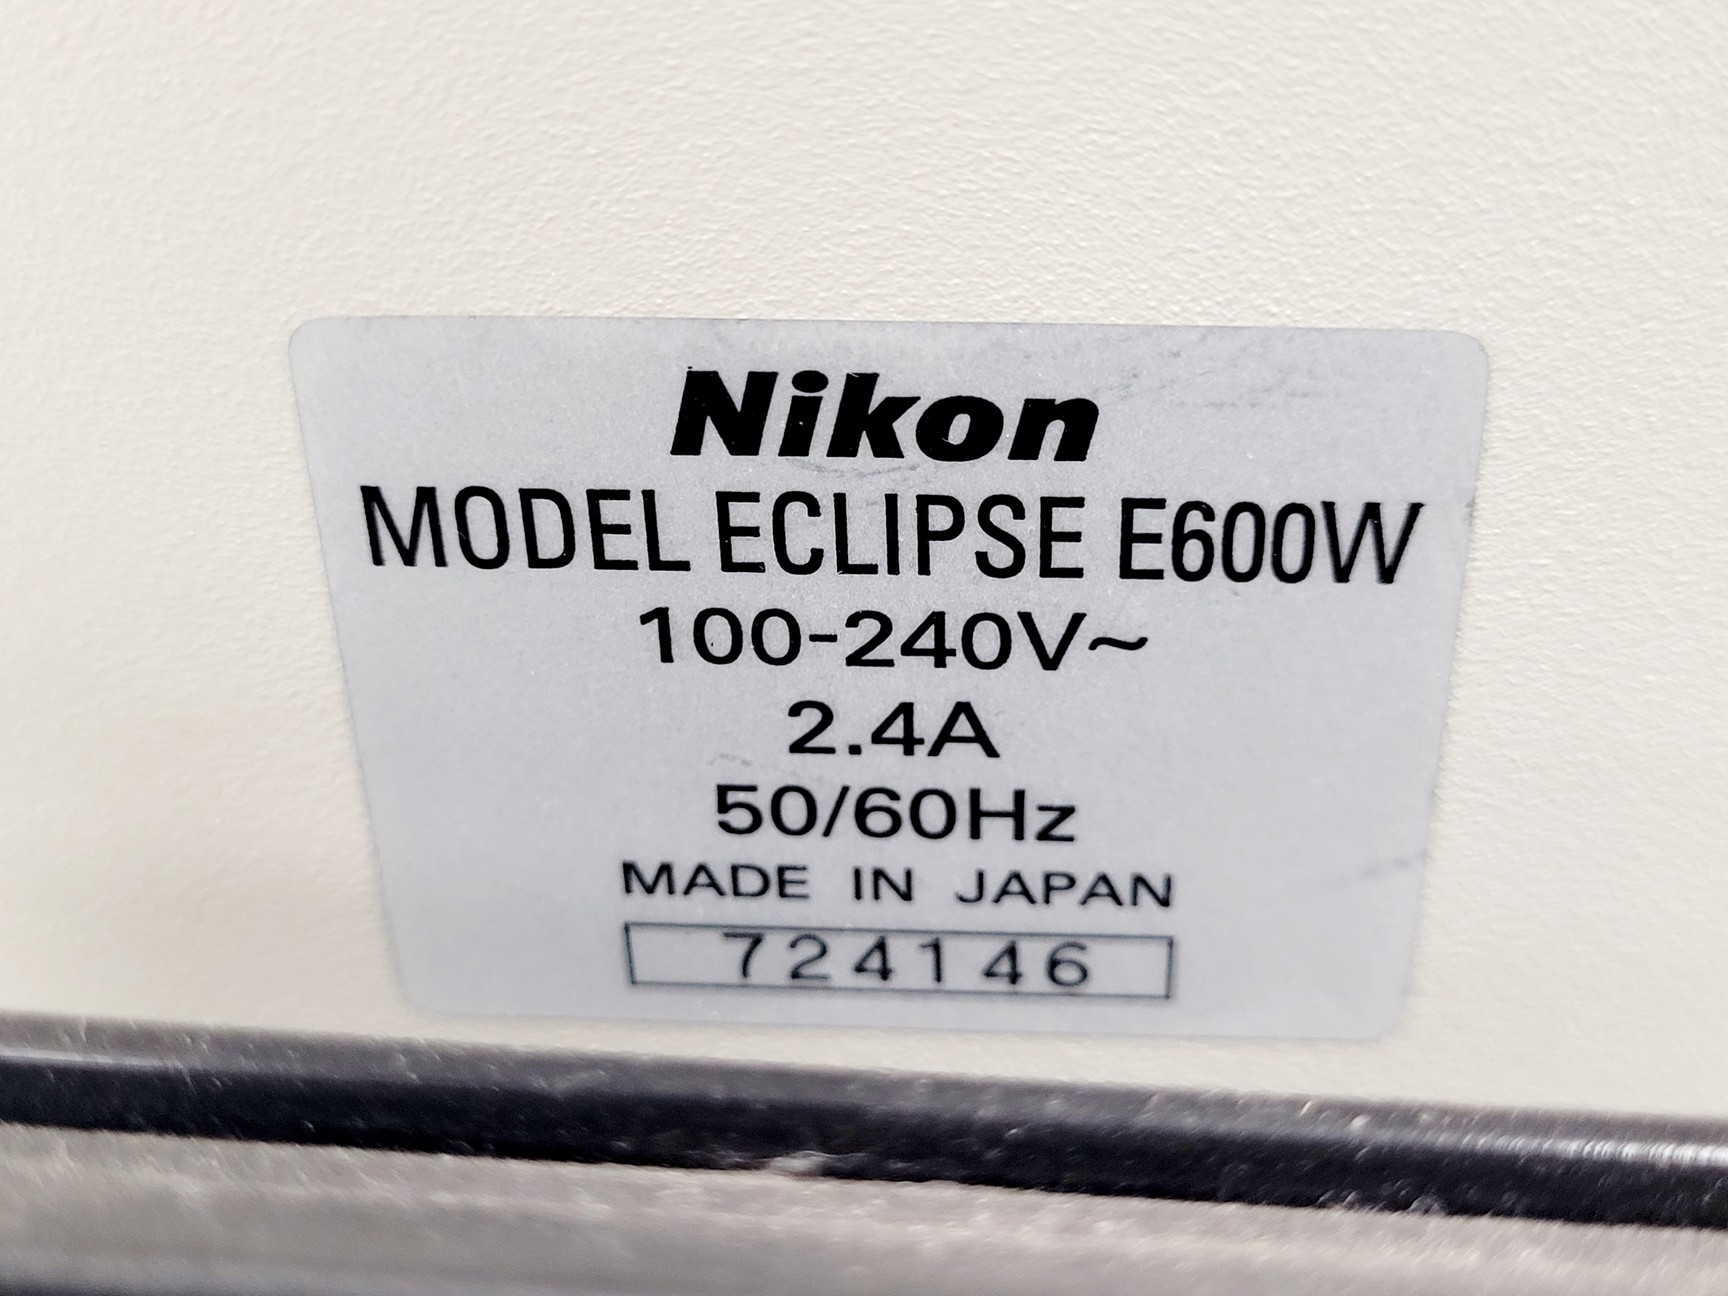 Nikon
MODEL ECLIPSE E600W
100-240V~
2.4A
50/60Hz
MADE IN JAPAN
724146